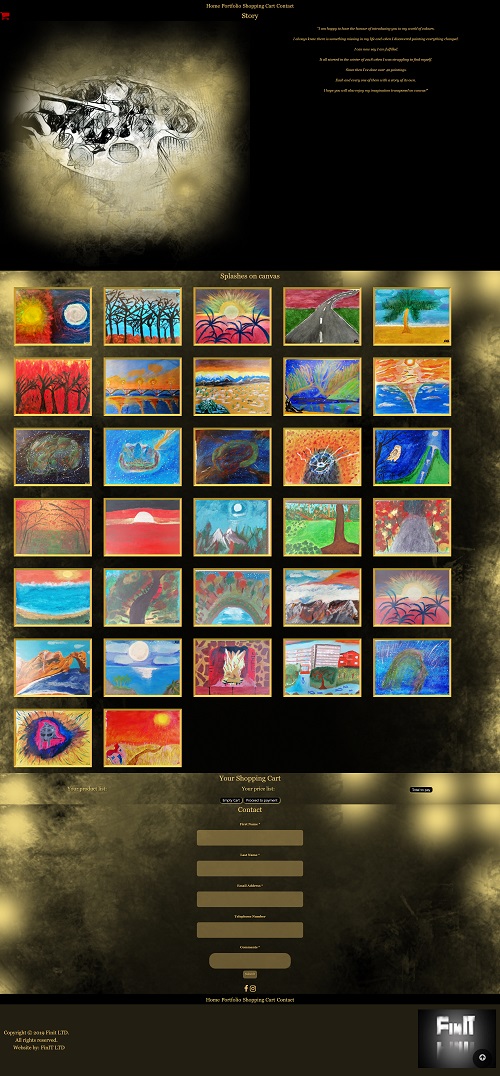 Home Portfolio Shopping Cart Contact
Story
"I am happy to have the honour of introducing you to my world of colours.
I always knew there is something missing in my life and when I discovered painting everything changed.
I can now say I am fulfilled.
It all started in the corner of such when I was struggling to find myself.
Since then I've done over 40 paintings.
Each and every one of them with a story of its own.
I hope you will also enjoy my imagination transposed on canvas"
Splashes on canvas
Your Shopping Cart
Your product list:
Your price list:
Total to pay
Empty Cart
Proceed to payment
Contact
First Name *
Last Name *
Email Address *
Telephone Number
Comments *
Home Portfolio Shopping Cart Contact
Copyright © 2019 FinIt LTD.
All rights reserved.
Website by: FinIT LTD
FinIT